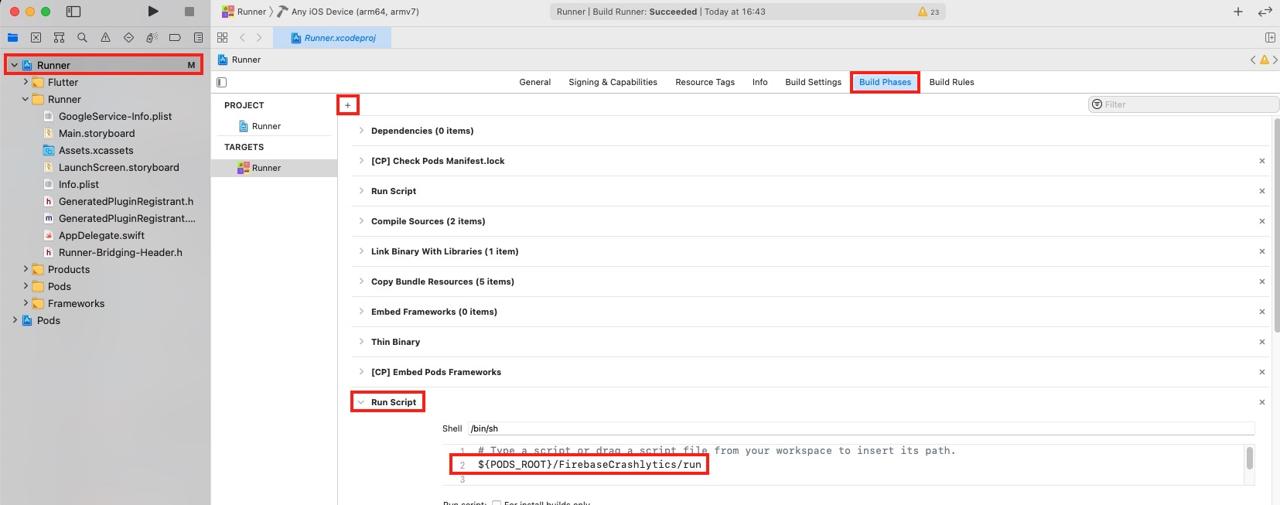 Runner
Any iOS Device (arm64, armv7)
Runner | Build Runner: Succeeded | Today at 16:43
23
Runner.xcodeproj
Runner
M
Flutter
Runner
GoogleService-Info.plist
Main.storyboard
Assets.xcassets
LaunchScreen.storyboard
Info.plist
GeneratedPluginRegistrant.h
GeneratedPluginRegistrant....
AppDelegate.swift
Runner-Bridging-Header.h
Products
Pods
Frameworks
Pods
Runner
General
Signing & Capabilities
Resource Tags
Info
Build Settings
Build Phases
Build Rules
PROJECT
Runner
TARGETS
Runner
+
Filter
Dependencies (0 items)
[CP] Check Pods Manifest.lock
Run Script
Compile Sources (2 items)
Link Binary With Libraries (1 item)
Copy Bundle Resources (5 items)
Embed Frameworks (0 items)
Thin Binary
[CP] Embed Pods Frameworks
Run Script
Shell /bin/sh
1 # Type a script or drag a script file from your workspace to insert its path.
2 ${PODS_ROOT}/FirebaseCrashlytics/run
3
Run script: For install builds only